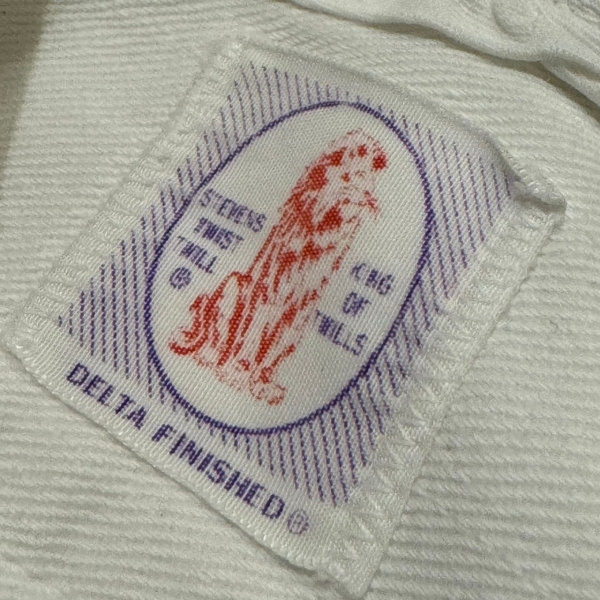 STEVENS
TWIST
TWILL
®
KING
OF
TWILLS
DELTA FINISHED®